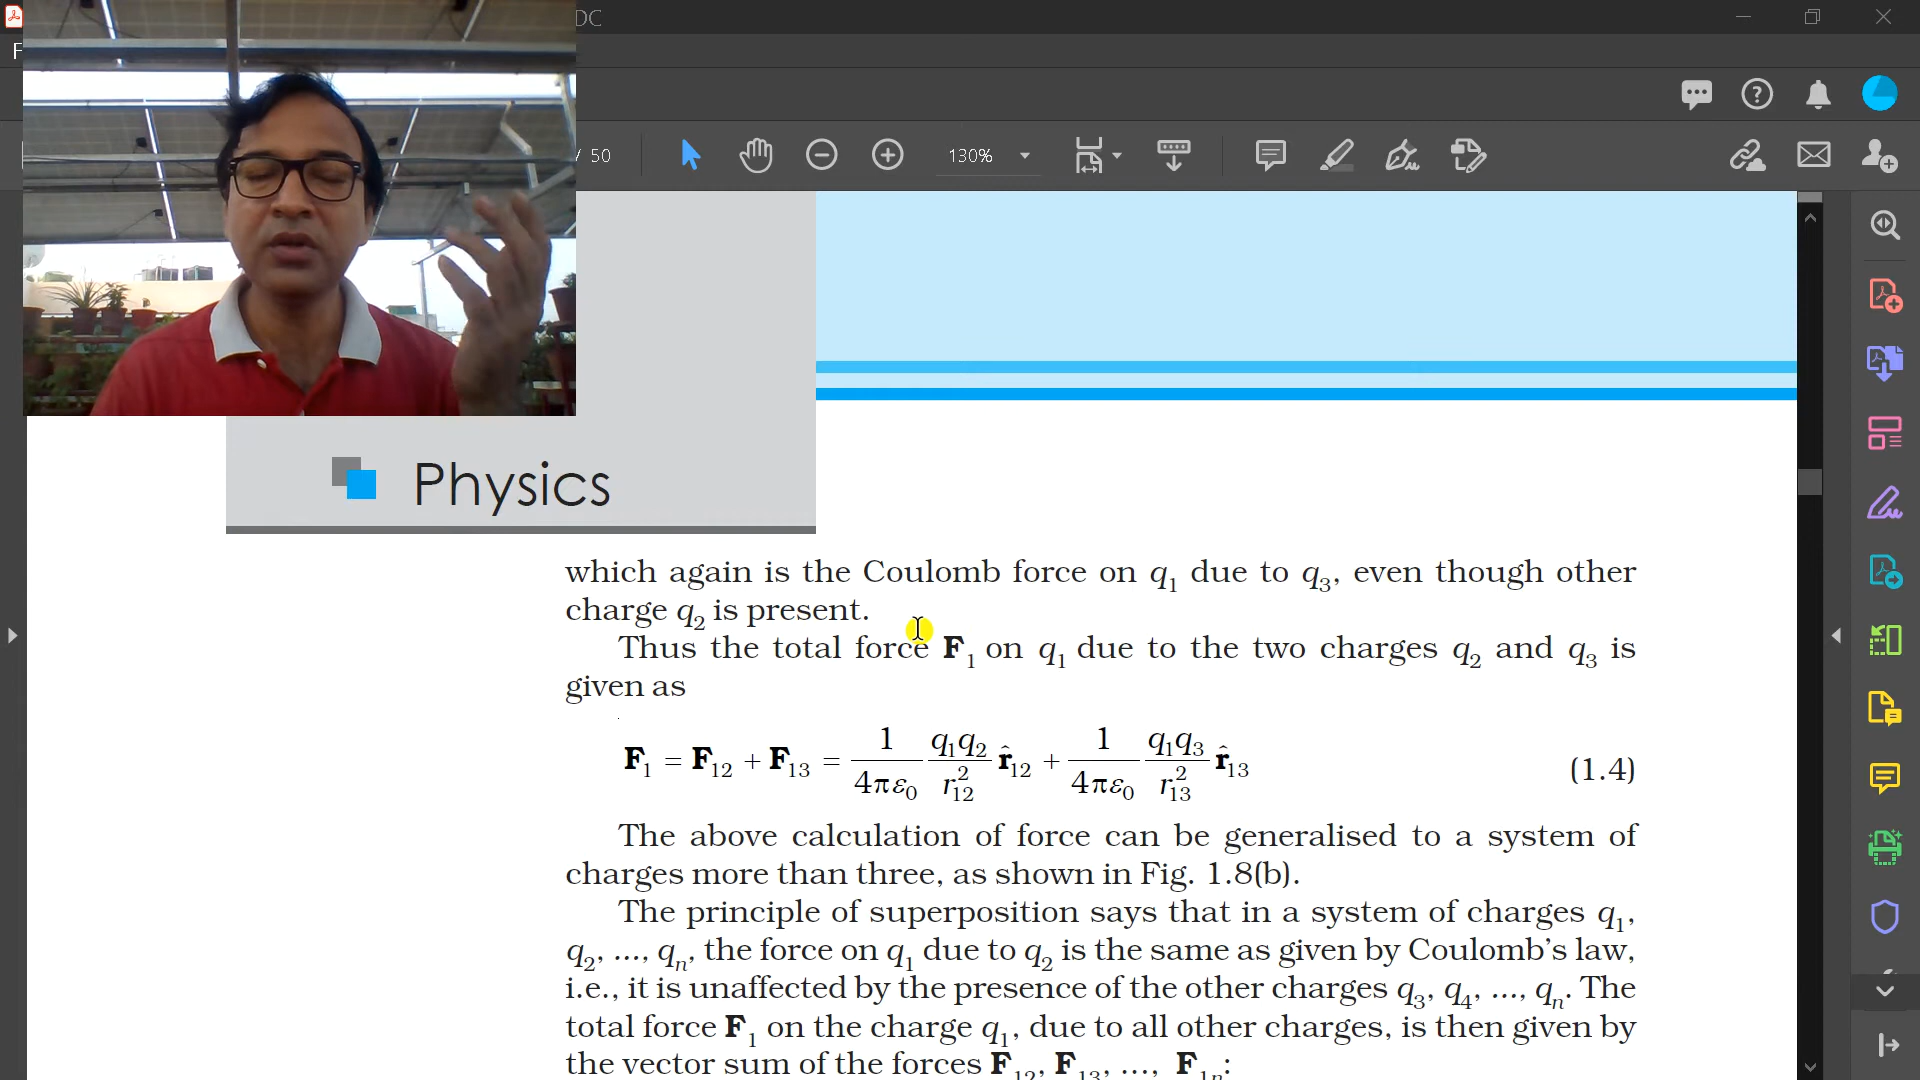 DC
F
/ 50
130%
Physics
which again is the Coulomb force on q₁ due to q₃, even though other
charge q₂ is present.
Thus the total force F₁ on q₁ due to the two charges q₂ and q₃ is
given as
F₁ = F₁₂ + F₁₃ = 1/4πε₀ q₁q₂/r₁₂² r̂₁₂ + 1/4πε₀ q₁q₃/r₁₃² r̂₁₃ (1.4)
The above calculation of force can be generalised to a system of
charges more than three, as shown in Fig. 1.8(b).
The principle of superposition says that in a system of charges q₁,
q₂, ..., qₙ, the force on q₁ due to q₂ is the same as given by Coulomb's law,
i.e., it is unaffected by the presence of the other charges q₃, q₄, ..., qₙ. The
total force F₁ on the charge q₁, due to all other charges, is then given by
the vector sum of the forces F₁₂, F₁₃, ..., F₁ₙ: